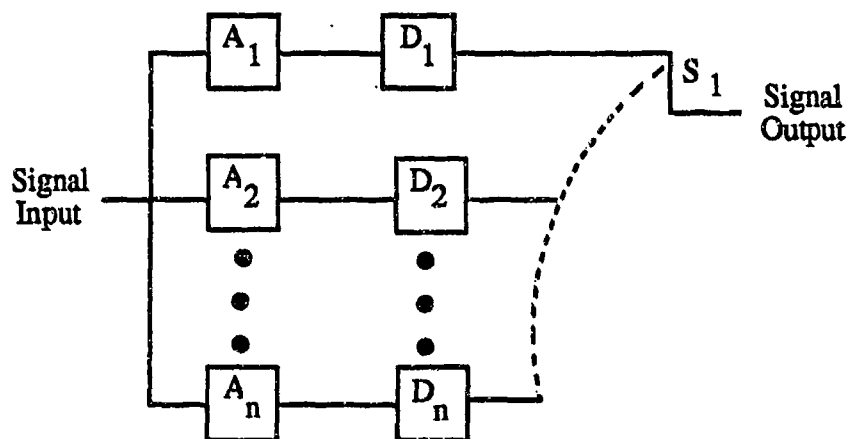 A1 D1
S1
Signal
Output
Signal
Input
A2 D2
An Dn